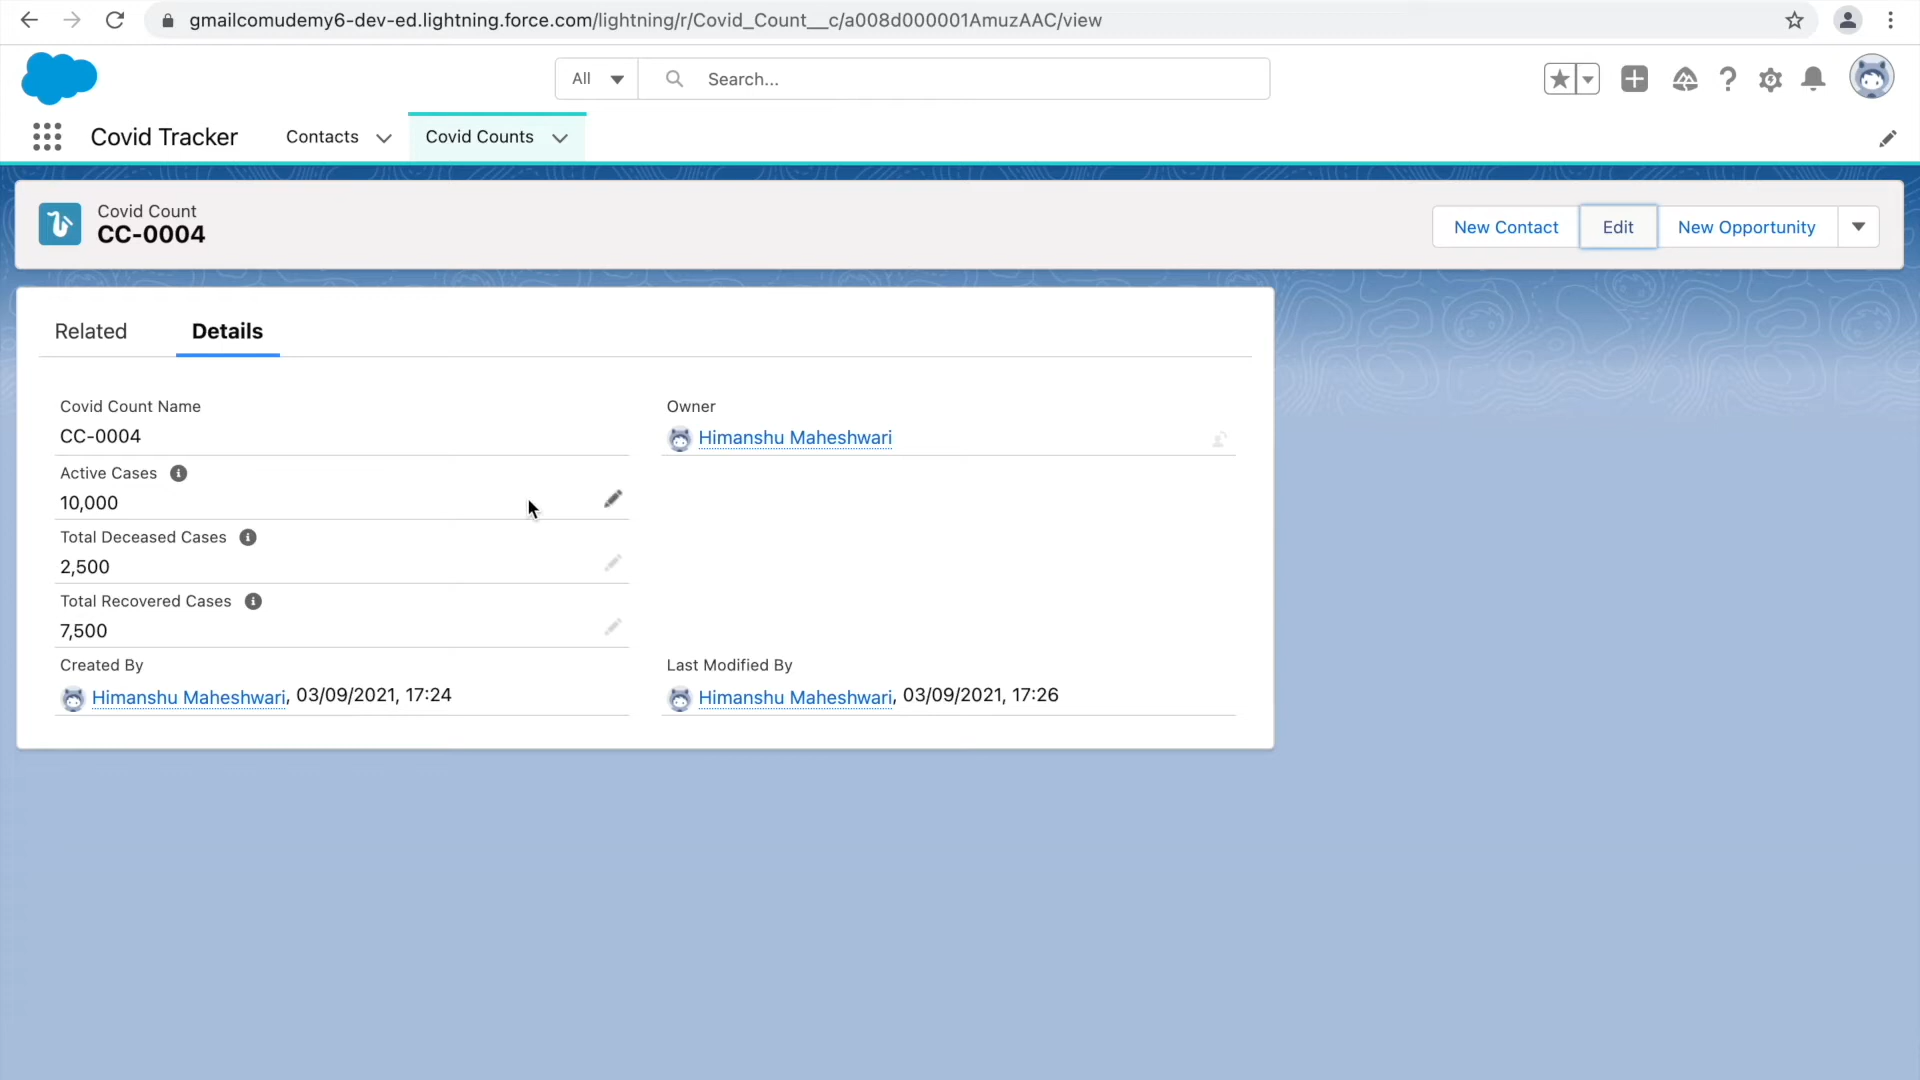 gmailcomudemy6-dev-ed.lightning.force.com/lightning/r/Covid_Count__c/a008d000001AmuzAAC/view
All Search...
Covid Tracker Contacts Covid Counts
Covid Count
CC-0004
New Contact Edit New Opportunity
Related Details
Covid Count Name Owner
CC-0004 Himanshu Maheshwari
Active Cases
10,000
Total Deceased Cases
2,500
Total Recovered Cases
7,500
Created By Last Modified By
Himanshu Maheshwari, 03/09/2021, 17:24 Himanshu Maheshwari, 03/09/2021, 17:26